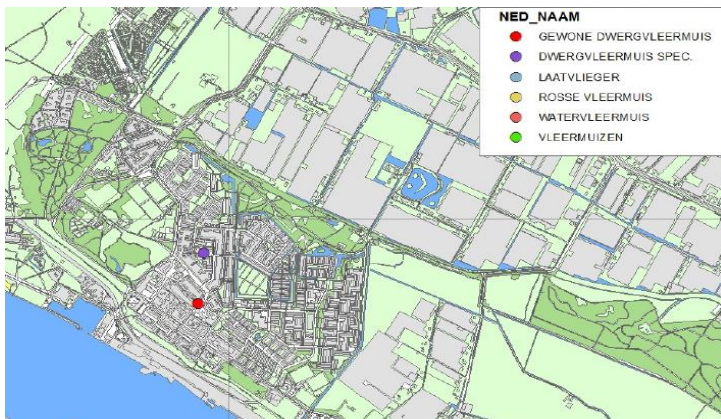 NED_NAAM
GEWONE DWERGVLEERMUIS
DWERGVLEERMUIS SPEC.
LAATVLIEGER
ROSSE VLEERMUIS
WATERVLEERMUIS
VLEERMUIZEN